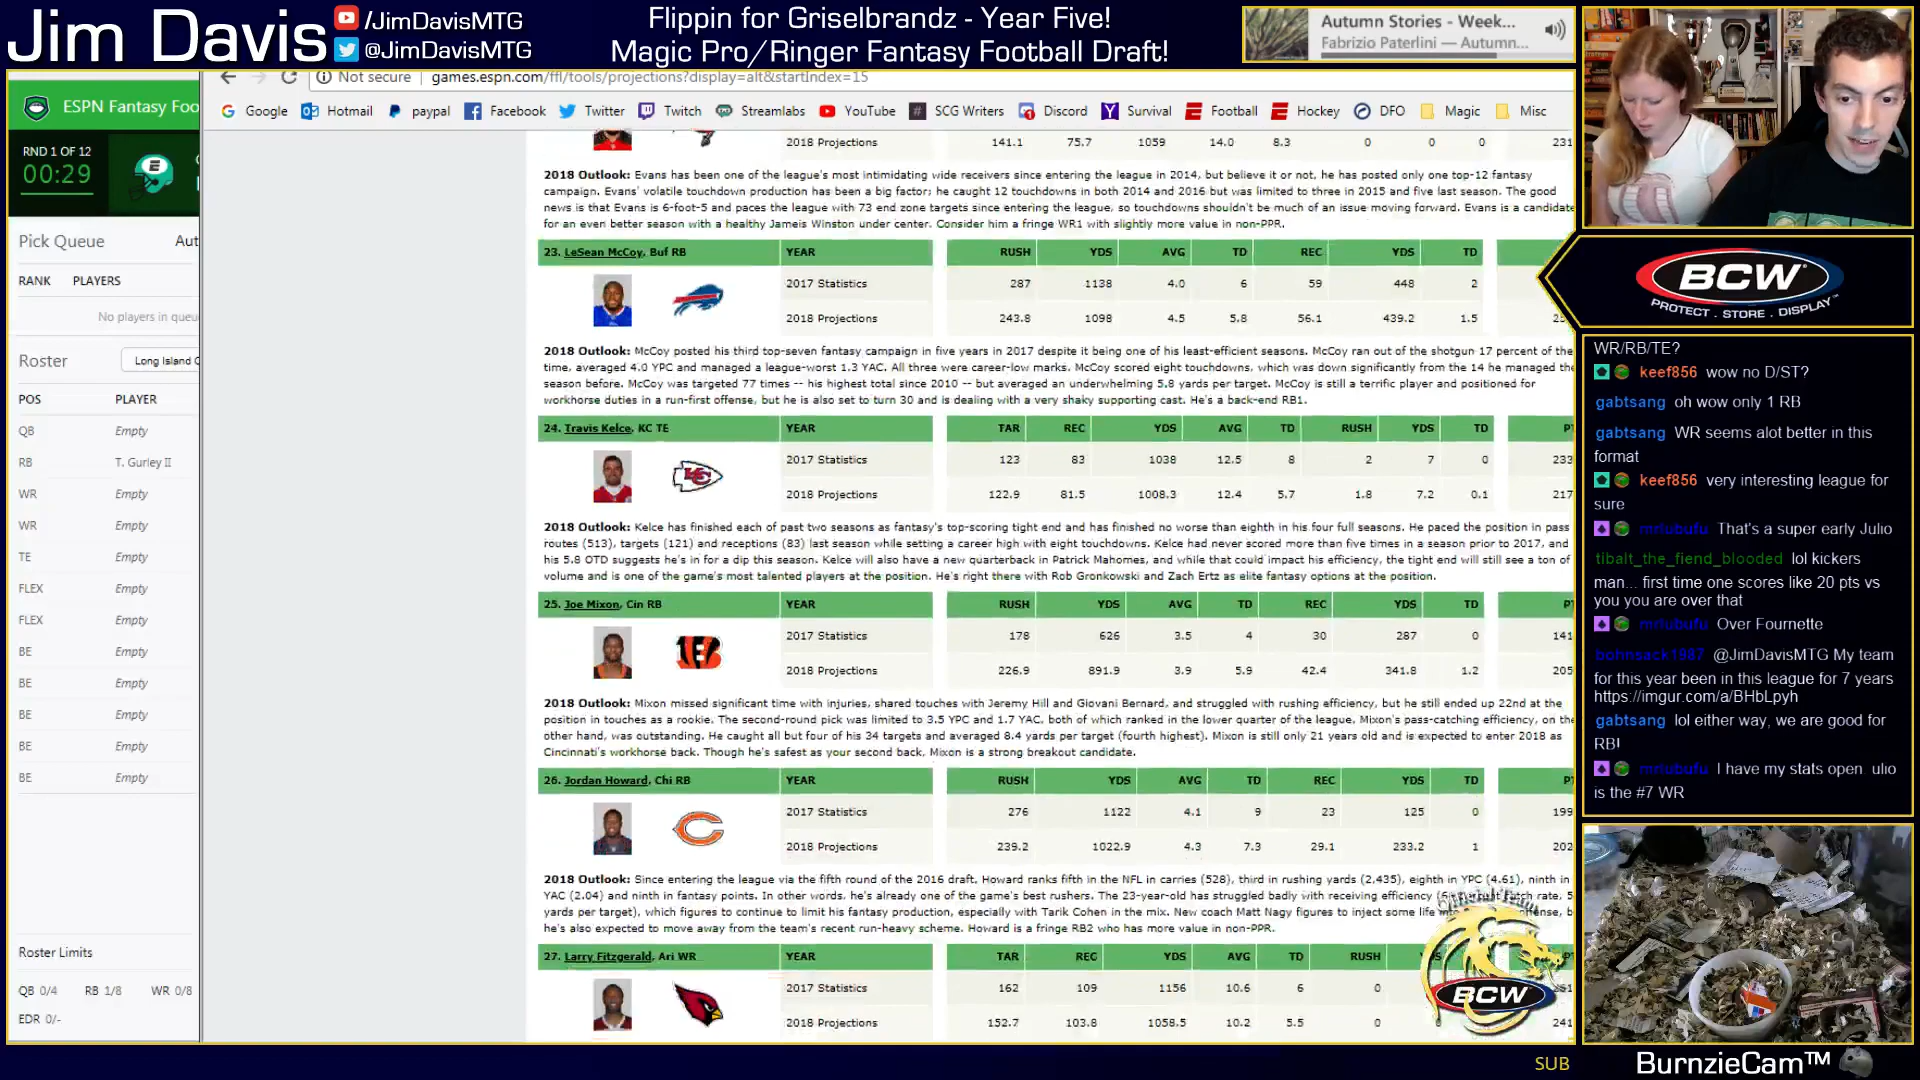 Jim Davis
/JimDavisMTG
@JimDavisMTG
Flippin for Griselbrandz - Year Five!
Magic Pro/Ringer Fantasy Football Draft!
Autumn Stories - Week...
Fabrizio Paterlini — Autumn...
ESPN Fantasy Foo
Not secure | games.espn.com/ffl/tools/projections?display=alt&startIndex=15
Google Hotmail paypal Facebook Twitter Twitch Streamlabs YouTube SCG Writers Discord Survival Football Hockey DFO Magic Misc
RND 1 OF 12
00:29
Pick Queue Aut
RANK PLAYERS
No players in queu
Roster Long Island
POS PLAYER
QB Empty
RB T. Gurley II
WR Empty
WR Empty
TE Empty
FLEX Empty
FLEX Empty
BE Empty
BE Empty
BE Empty
BE Empty
BE Empty
Roster Limits
QB 0/4 RB 1/8 WR 0/8
EDR 0/-
2018 Projections 141.1 75.7 1059 14.0 8.3 0 0 0 231
2018 Outlook: Evans has been one of the league's most intimidating wide receivers since entering the league in 2014, but believe it or not, he has posted only one top-12 fantasy
campaign. Evans' volatile touchdown production has been a big factor; he caught 12 touchdowns in both 2014 and 2016 but was limited to three in 2015 and five last season. The good
news is that Evans is 6-foot-5 and paces the league with 73 end zone targets since entering the league, so touchdowns shouldn't be much of an issue moving forward. Evans is a candidate
for an even better season with a healthy Jameis Winston under center. Consider him a fringe WR1 with slightly more value in non-PPR.
23. LeSean McCoy, Buf RB YEAR RUSH YDS AVG TD REC YDS TD
2017 Statistics 287 1138 4.0 6 59 448 2
2018 Projections 243.8 1098 4.5 5.8 56.1 439.2 1.5
2018 Outlook: McCoy posted his third top-seven fantasy campaign in five years in 2017 despite it being one of his least-efficient seasons. McCoy ran out of the shotgun 17 percent of the
time, averaged 4.0 YPC and managed a league-worst 1.3 YAC. All three were career-low marks. McCoy scored eight touchdowns, which was down significantly from the 14 he managed the
season before. McCoy was targeted 77 times -- his highest total since 2010 -- but averaged an underwhelming 5.8 yards per target. McCoy is still a terrific player and positioned for
workhorse duties in a run-first offense, but he is also set to turn 30 and is dealing with a very shaky supporting cast. He's a back-end RB1.
24. Travis Kelce, KC TE YEAR TAR REC YDS AVG TD RUSH YDS TD PT
2017 Statistics 123 83 1038 12.5 8 2 7 0 233
2018 Projections 122.9 81.5 1008.3 12.4 5.7 1.8 7.2 0.1 217
2018 Outlook: Kelce has finished each of past two seasons as fantasy's top-scoring tight end and has finished no worse than eighth in his four full seasons. He paced the position in pass
routes (513), targets (121) and receptions (83) last season while setting a career high with eight touchdowns. Kelce had never scored more than five times in a season prior to 2017, and
his 5.8 OTD suggests he's in for a dip this season. Kelce will also have a new quarterback in Patrick Mahomes, and while that could impact his efficiency, the tight end will still see a ton of
volume and is one of the game's most talented players at the position. He's right there with Rob Gronkowski and Zach Ertz as elite fantasy options at the position.
25. Joe Mixon, Cin RB YEAR RUSH YDS AVG TD REC YDS TD PT
2017 Statistics 178 626 3.5 4 30 287 0 141
2018 Projections 226.9 891.9 3.9 5.9 42.4 341.8 1.2 205
2018 Outlook: Mixon missed significant time with injuries, shared touches with Jeremy Hill and Giovani Bernard, and struggled with rushing efficiency, but he still ended up 22nd at the
position in touches as a rookie. The second-round pick was limited to 3.5 YPC and 1.7 YAC, both of which ranked in the lower quarter of the league. Mixon's pass-catching efficiency, on the
other hand, was outstanding. He caught all but four of his 34 targets and averaged 8.4 yards per target (fourth highest). Mixon is still only 21 years old and is expected to enter 2018 as
Cincinnati's workhorse back. Though he's safest as your second back, Mixon is a strong breakout candidate.
26. Jordan Howard, Chi RB YEAR RUSH YDS AVG TD REC YDS TD PT
2017 Statistics 276 1122 4.1 9 23 125 0 199
2018 Projections 239.2 1022.9 4.3 7.3 29.1 233.2 1 202
2018 Outlook: Since entering the league via the fifth round of the 2016 draft, Howard ranks fifth in the NFL in carries (528), third in rushing yards (2,435), eighth in YPC (4.61), ninth in
YAC (2.04) and ninth in fantasy points. In other words, he's already one of the game's best rushers. The 23-year-old has struggled badly with receiving efficiency rate, 5
yards per target), which figures to continue to limit his fantasy production, especially with Tarik Cohen in the mix. New coach Matt Nagy figures to inject some life
he's also expected to move away from the team's recent run-heavy scheme. Howard is a fringe RB2 who has more value in non-PPR.
27. Larry Fitzgerald, Ari WR YEAR TAR REC YDS AVG TD RUSH
2017 Statistics 162 109 1156 10.6 6 0
2018 Projections 152.7 103.8 1058.5 10.2 5.5 0 241
BCW
BCW
PROTECT . STORE . DISPLAY
WR/RB/TE?
keef856 wow no D/ST?
gabtsang oh wow only 1 RB
gabtsang WR seems alot better in this
format
keef856 very interesting league for
sure
mrlubufu That's a super early Julio
tibalt_the_fiend_blooded lol kickers
man... first time one scores like 20 pts vs
you you are over that
mrlubufu Over Fournette
bohnsack1987 @JimDavisMTG My team
for this year been in this league for 7 years
https://imgur.com/a/BHbLpyh
gabtsang lol either way, we are good for
RB!
mrlubufu I have my stats open. ulio
is the #7 WR
SUB
BurnzieCam™